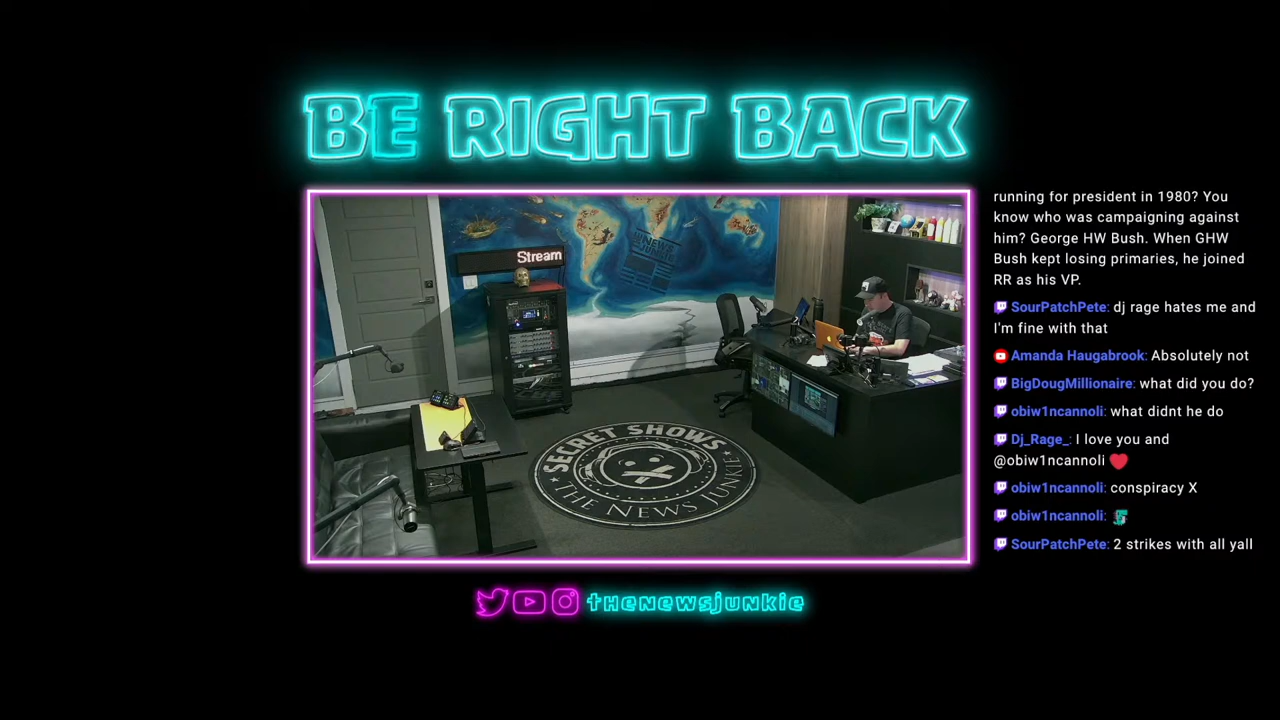 BE RIGHT BACK
running for president in 1980? You
know who was campaigning against
him? George HW Bush. When GHW
Bush kept losing primaries, he joined
RR as his VP.
SourPatchPete: dj rage hates me and
I'm fine with that
Amanda Haugabrook: Absolutely not
BigDougMillionaire: what did you do?
obiw1ncannoli: what didnt he do
Dj_Rage_: I love you and
@obiw1ncannoli
obiw1ncannoli: conspiracy X
obiw1ncannoli:
SourPatchPete: 2 strikes with all yall
Stream
NEWS
JUNKIE
SECRET SHOWS
THE NEWS JUNKIE
thenewsjunkie